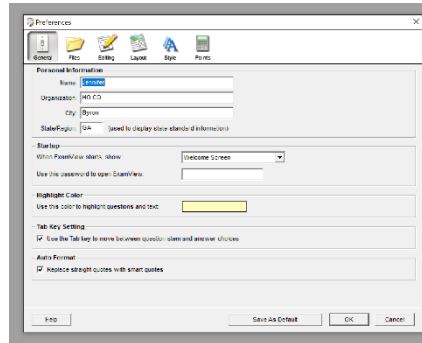 Preferences
General Files Editing Layout Style Points
Personal Information
Name: Jennifer
Organization: HO CO
City: Byron
State/Region: GA (used to display state standard information)
Startup
When ExamView starts, show: Welcome Screen
Use this password to open ExamView:
Highlight Color
Use this color to highlight questions and text:
Tab Key Setting
Use the Tab key to move between question stem and answer choices
Auto Format
Replace straight quotes with smart quotes
Help Save As Default OK Cancel